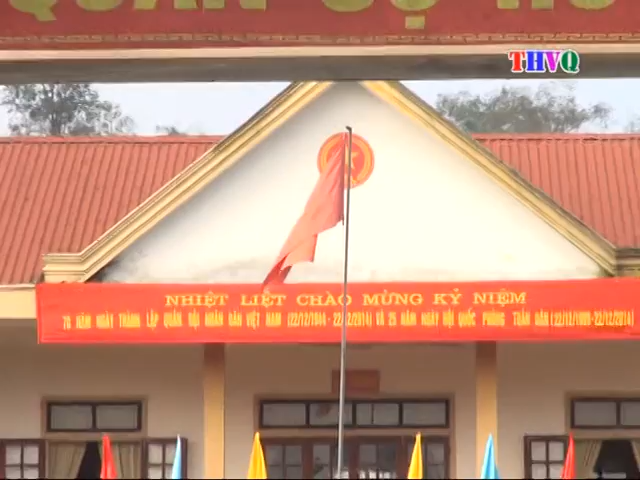 THVQ
NHIỆT LIỆT CHÀO MỪNG KỶ NIỆM
70 NĂM NGÀY THÀNH LẬP QUÂN ĐỘI NHÂN DÂN VIỆT NAM (22/12/1944 - 22/12/2014) VÀ 25 NĂM NGÀY HỘI QUỐC PHÒNG TOÀN DÂN (22/12/1989-22/12/2014)